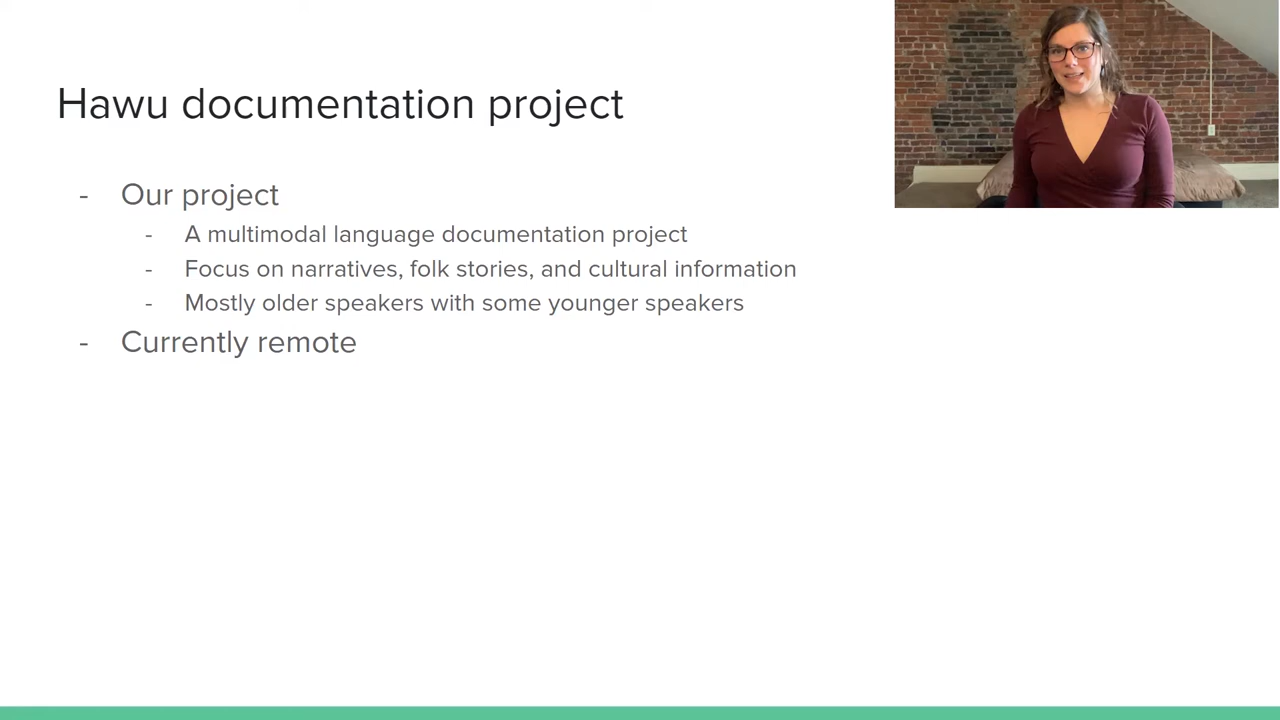 Hawu documentation project
- Our project
- A multimodal language documentation project
- Focus on narratives, folk stories, and cultural information
- Mostly older speakers with some younger speakers
- Currently remote